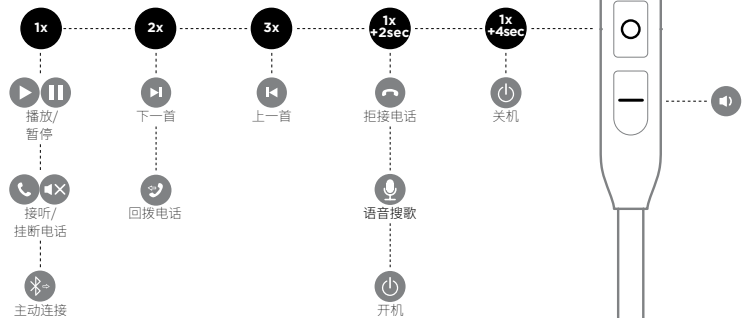 1x
2x
3x
1x
+2sec
1x
+4sec
播放/
暂停
下一首
上一首
拒接电话
关机
接听/
挂断电话
回拨电话
语音搜歌
主动连接
开机